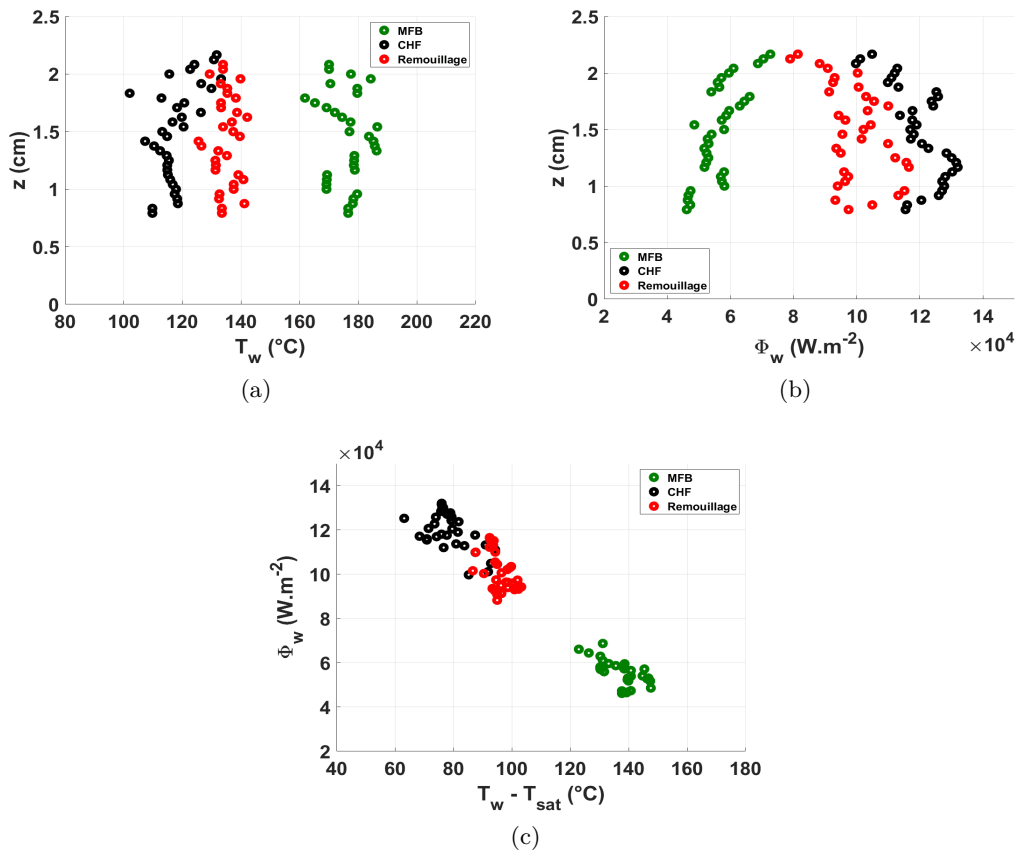 2.5
2
1.5
1
0.5
0
z (cm)
80 100 120 140 160 180 200 220
T_w (°C)
MFB
CHF
Remouillage
(a)
2.5
2
1.5
1
0.5
0
z (cm)
2 4 6 8 10 12 14
×10^4
Φ_w (W.m^-2)
MFB
CHF
Remouillage
(b)
×10^4
14
12
10
8
6
4
2
Φ_w (W.m^-2)
40 60 80 100 120 140 160 180
T_w - T_sat (°C)
MFB
CHF
Remouillage
(c)